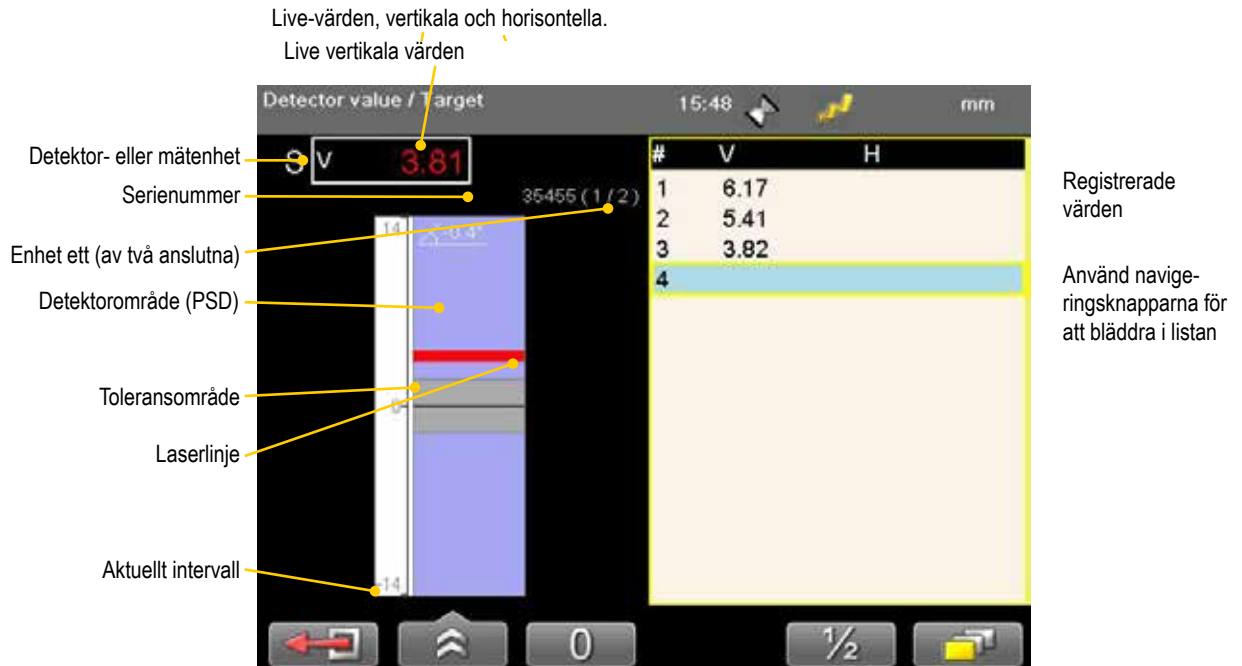 Live-värden, vertikala och horisontella.
Live vertikala värden
Detector value / Target 15:48 mm
Detektor- eller mätenhet
S V 3.81
Serienummer
35455 ( 1 / 2 )
Enhet ett (av två anslutna)
Detektorområde (PSD)
Toleransområde
Laserlinje
Aktuellt intervall
14
-0.4°
0
-14
# V H
1 6.17
2 5.41
3 3.82
4
Registrerade
värden
Använd navige-
ringsknapparna för
att bläddra i listan
0
½